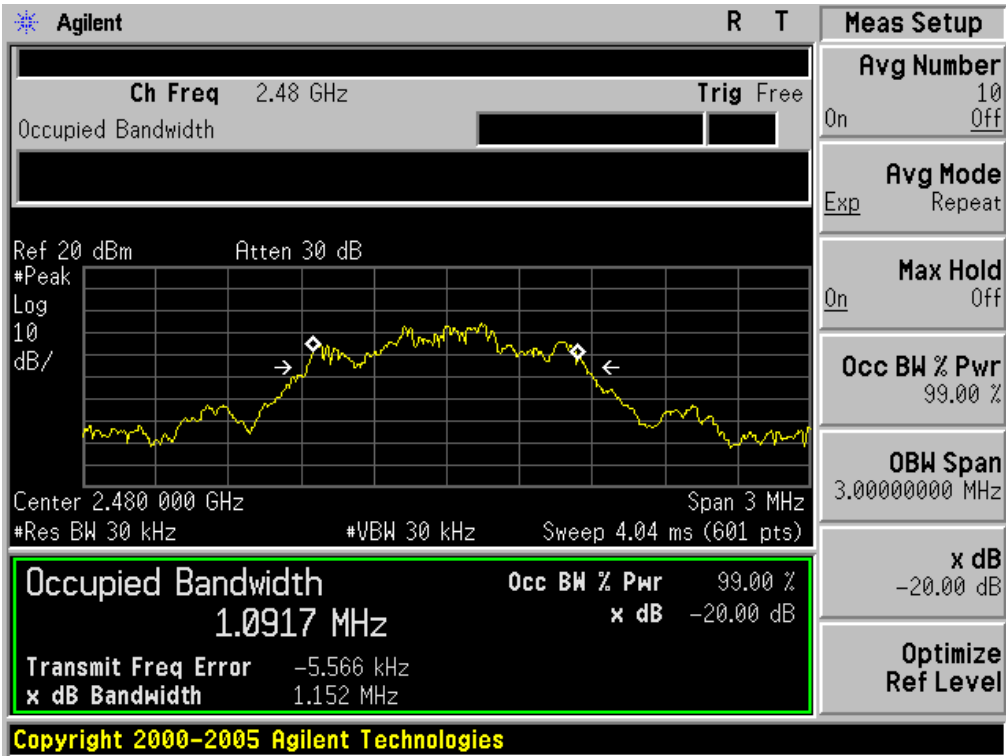 Agilent R T
Ch Freq 2.48 GHz Trig Free
Occupied Bandwidth
Ref 20 dBm Atten 30 dB
#Peak
Log
10
dB/
Center 2.480 000 GHz Span 3 MHz
#Res BW 30 kHz #VBW 30 kHz Sweep 4.04 ms (601 pts)
Occupied Bandwidth Occ BW % Pwr 99.00 %
1.0917 MHz x dB -20.00 dB
Transmit Freq Error -5.566 kHz
x dB Bandwidth 1.152 MHz
Copyright 2000-2005 Agilent Technologies
Meas Setup
Avg Number
10
On Off
Avg Mode
Exp Repeat
Max Hold
On Off
Occ BW % Pwr
99.00 %
OBW Span
3.00000000 MHz
x dB
-20.00 dB
Optimize
Ref Level